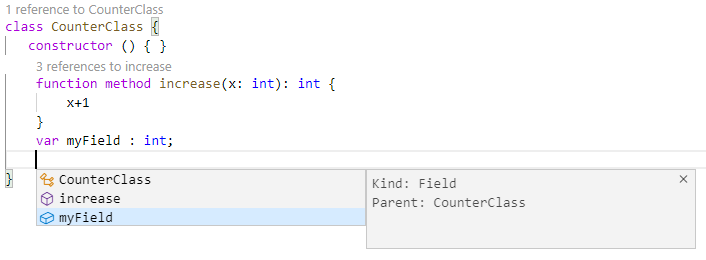 1 reference to CounterClass
class CounterClass {
constructor () { }
3 references to increase
function method increase(x: int): int {
x+1
}
var myField : int;
}
CounterClass
increase
myField
Kind: Field
Parent: CounterClass